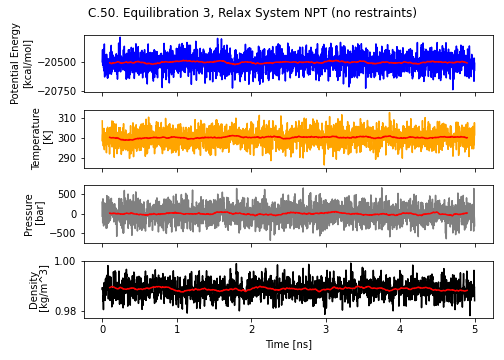 C.50. Equilibration 3, Relax System NPT (no restraints)
Potential Energy
[kcal/mol]
−20500
−20750
Temperature
[K]
310
300
290
Pressure
[bar]
500
0
−500
Density
[kg/m^3]
1.00
0.98
0 1 2 3 4 5
Time [ns]